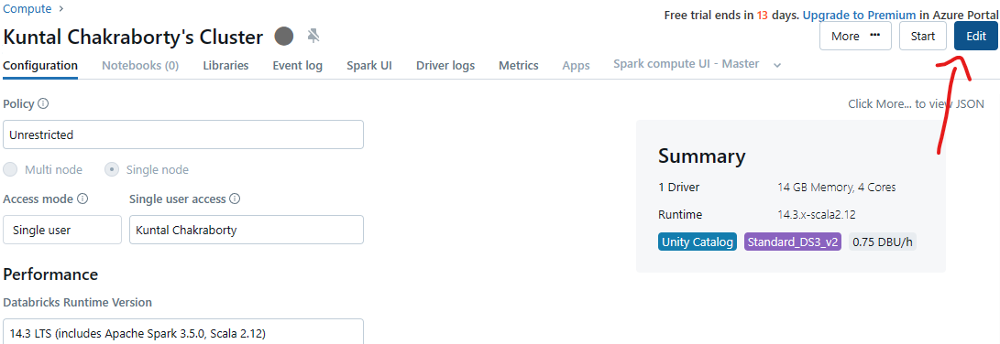 Compute >
Free trial ends in 13 days. Upgrade to Premium in Azure Portal
Kuntal Chakraborty's Cluster
More ··· Start Edit
Configuration Notebooks (0) Libraries Event log Spark UI Driver logs Metrics Apps Spark compute UI - Master
Policy
Click More... to view JSON
Unrestricted
Multi node Single node
Access mode Single user access
Single user Kuntal Chakraborty
Summary
1 Driver 14 GB Memory, 4 Cores
Runtime 14.3.x-scala2.12
Unity Catalog Standard_DS3_v2 0.75 DBU/h
Performance
Databricks Runtime Version
14.3 LTS (includes Apache Spark 3.5.0, Scala 2.12)